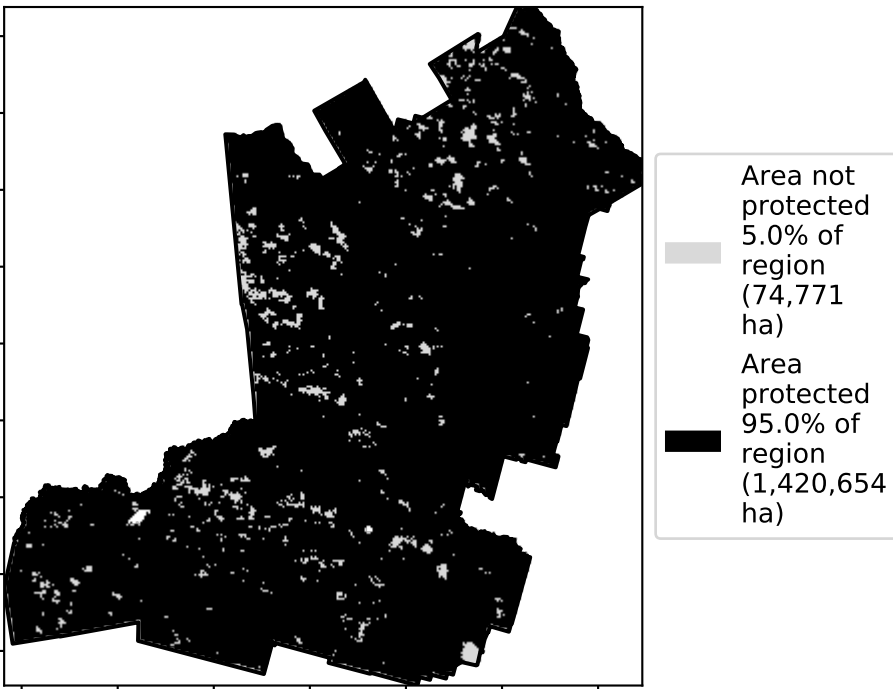 Area not
protected
5.0% of
region
(74,771
ha)
Area
protected
95.0% of
region
(1,420,654
ha)